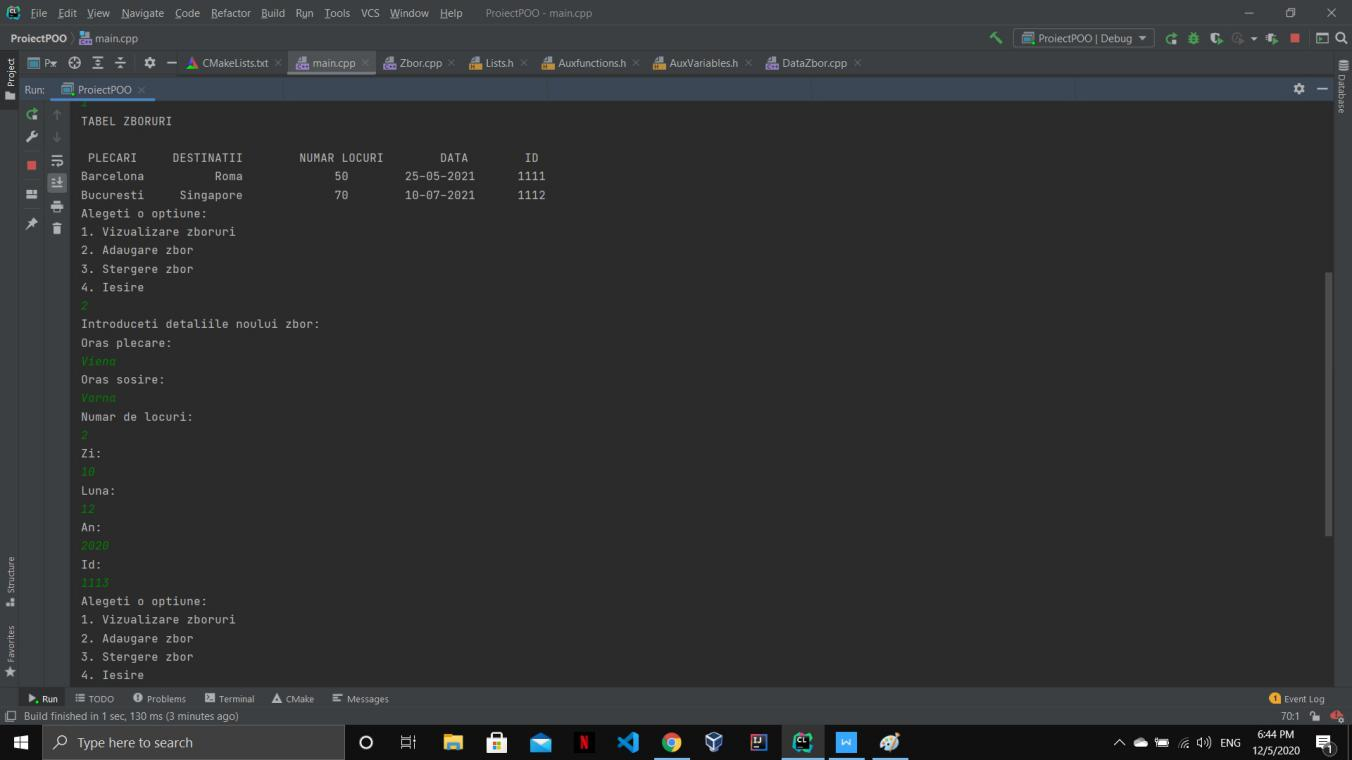 File Edit View Navigate Code Refactor Build Run Tools VCS Window Help ProiectPOO - main.cpp
ProiectPOO main.cpp ProiectPOO | Debug
Project CMakeLists.txt main.cpp Zbor.cpp Lists.h Auxfunctions.h AuxVariables.h DataZbor.cpp
Database
Run: ProiectPOO
TABEL ZBORURI
PLECARI DESTINATII NUMAR LOCURI DATA ID
Barcelona Roma 50 25-05-2021 1111
Bucuresti Singapore 70 10-07-2021 1112
Alegeti o optiune:
1. Vizualizare zboruri
2. Adaugare zbor
3. Stergere zbor
4. Iesire
2
Introduceti detaliile noului zbor:
Oras plecare:
Viena
Oras sosire:
Varna
Numar de locuri:
2
Zi:
10
Luna:
12
An:
2020
Id:
1113
Alegeti o optiune:
1. Vizualizare zboruri
2. Adaugare zbor
3. Stergere zbor
4. Iesire
Structure
Favorites
Run TODO Problems Terminal CMake Messages 1 Event Log
Build finished in 1 sec, 130 ms (3 minutes ago) 70:1
Type here to search ENG 6:44 PM
12/5/2020 1